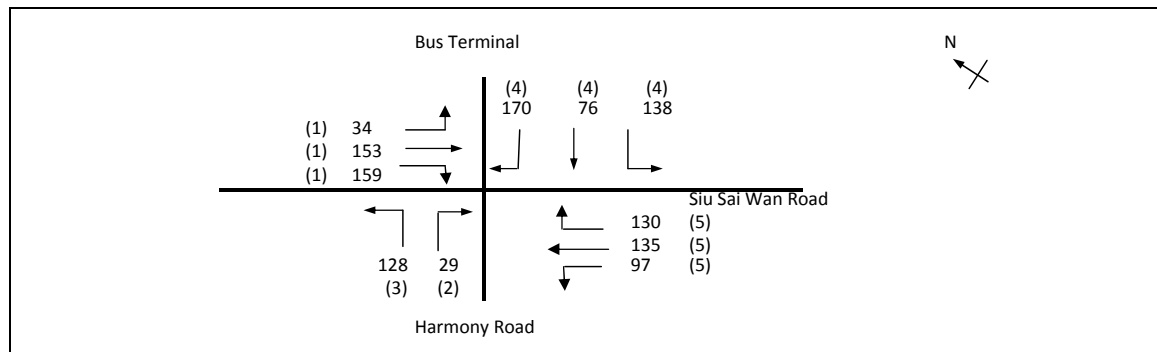 Bus Terminal
N
(4) (4) (4)
170 76 138
(1) 34
(1) 153
(1) 159
Siu Sai Wan Road
130 (5)
135 (5)
97 (5)
128 29
(3) (2)
Harmony Road